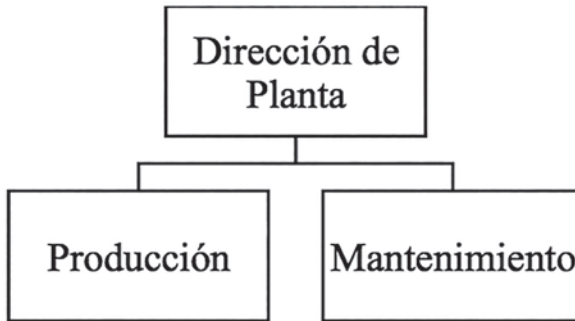 Dirección de
Planta
Producción
Mantenimiento